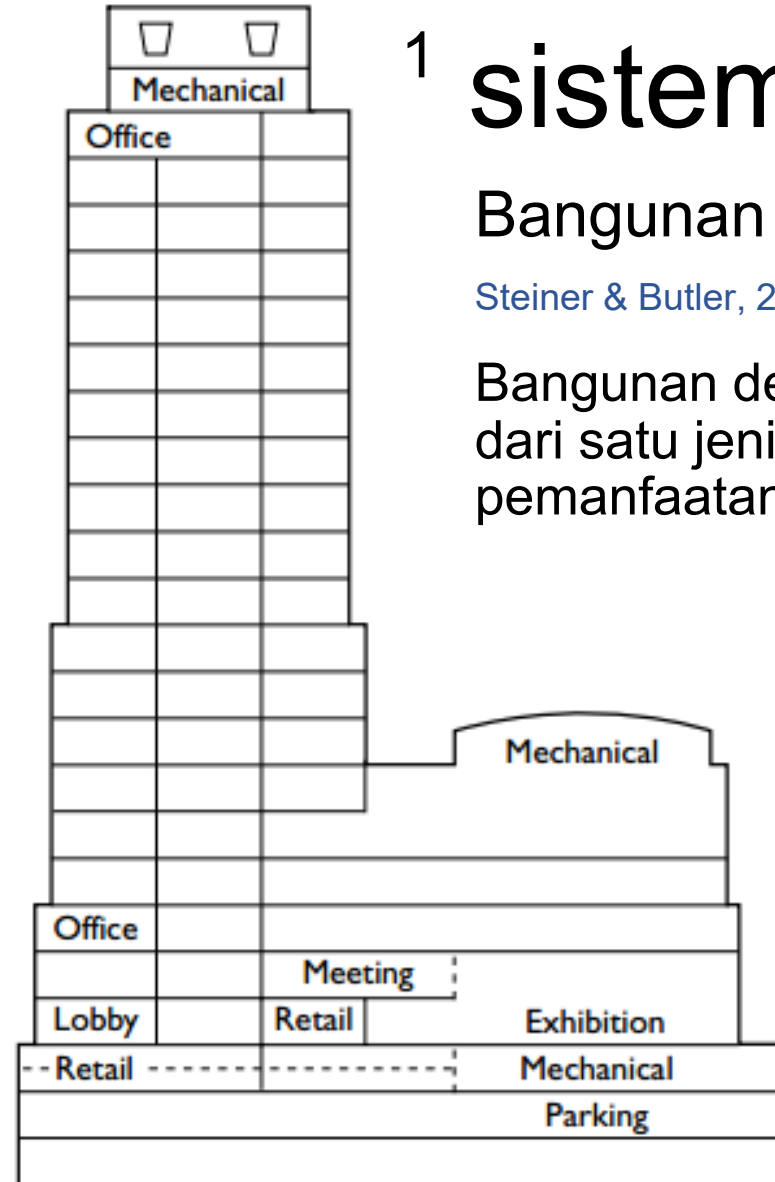 1
sistem
Bangunan
Steiner & Butler, 2
Bangunan de
dari satu jeni
pemanfaatan
Mechanical
Office
Mechanical
Office
Meeting
Lobby
Retail
Exhibition
Retail
Mechanical
Parking